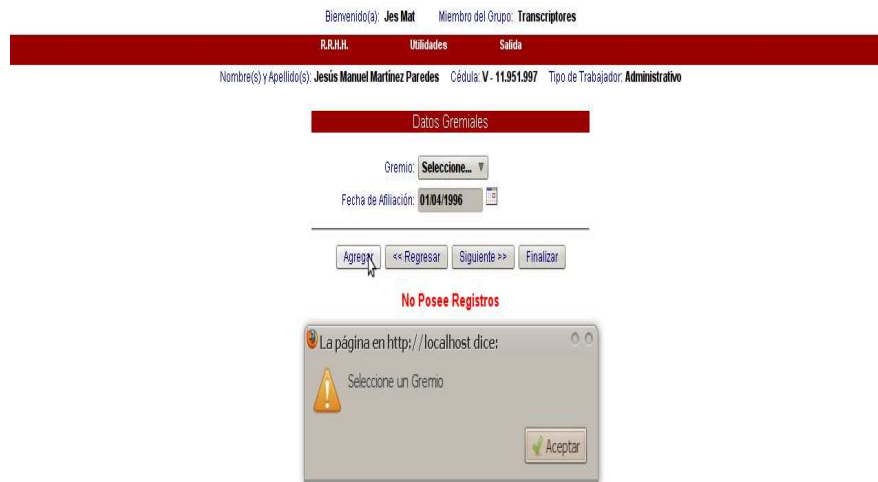 Bienvenido(a): Jes Mat Miembro del Grupo: Transcriptores
R.R.H.H. Utilidades Salida
Nombre(s) y Apellido(s): Jesús Manuel Martínez Paredes Cédula: V - 11.951.997 Tipo de Trabajador: Administrativo
Datos Gremiales
Gremio: Seleccione...
Fecha de Afiliación: 01/04/1996
Agregar << Regresar Siguiente >> Finalizar
No Posee Registros
La página en http://localhost dice:
Seleccione un Gremio
Aceptar